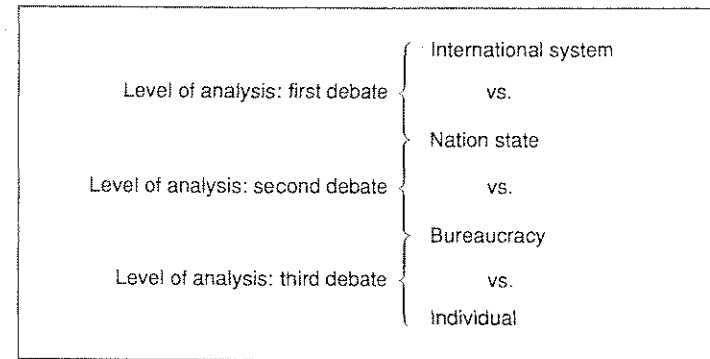 International system
Level of analysis: first debate vs.
Nation state
Level of analysis: second debate vs.
Bureaucracy
Level of analysis: third debate vs.
Individual